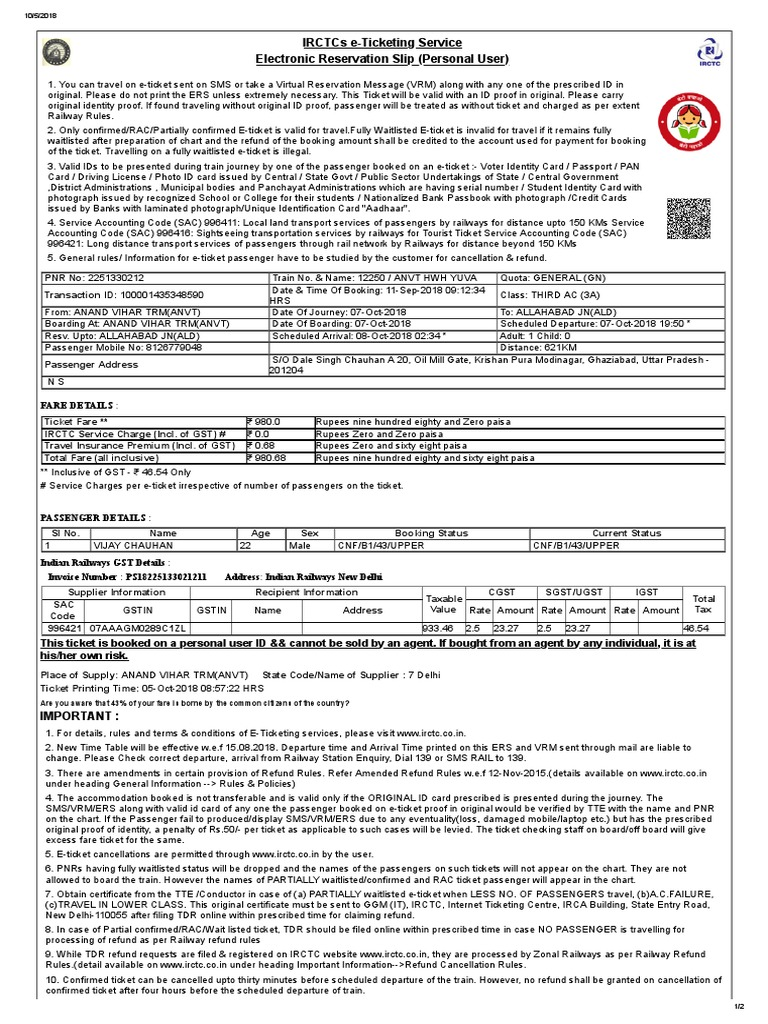 10/5/2018
IRCTCs e-Ticketing Service
Electronic Reservation Slip (Personal User)
IRCTC
1. You can travel on e-ticket sent on SMS or take a Virtual Reservation Message (VRM) along with any one of the prescribed ID in
original. Please do not print the ERS unless extremely necessary. This Ticket will be valid with an ID proof in original. Please carry
original identity proof. If found traveling without original ID proof, passenger will be treated as without ticket and charged as per extent
Railway Rules.
2. Only confirmed/RAC/Partially confirmed E-ticket is valid for travel.Fully Waitlisted E-ticket is invalid for travel if it remains fully
waitlisted after preparation of chart and the refund of the booking amount shall be credited to the account used for payment for booking
of the ticket. Travelling on a fully waitlisted e-ticket is illegal.
3. Valid IDs to be presented during train journey by one of the passenger booked on an e-ticket :- Voter Identity Card / Passport / PAN
Card / Driving License / Photo ID card issued by Central / State Govt / Public Sector Undertakings of State / Central Government
,District Administrations , Municipal bodies and Panchayat Administrations which are having serial number / Student Identity Card with
photograph issued by recognized School or College for their students / Nationalized Bank Passbook with photograph /Credit Cards
issued by Banks with laminated photograph/Unique Identification Card "Aadhaar".
4. Service Accounting Code (SAC) 996411: Local land transport services of passengers by railways for distance upto 150 KMs Service
Accounting Code (SAC) 996416: Sightseeing transportation services by railways for Tourist Ticket Service Accounting Code (SAC)
996421: Long distance transport services of passengers through rail network by Railways for distance beyond 150 KMs
5. General rules/ Information for e-ticket passenger have to be studied by the customer for cancellation & refund.
PNR No: 2251330212 Train No. & Name: 12250 / ANVT HWH YUVA Quota: GENERAL (GN)
Transaction ID: 100001435348590 Date & Time Of Booking: 11-Sep-2018 09:12:34 HRS Class: THIRD AC (3A)
From: ANAND VIHAR TRM(ANVT) Date Of Journey: 07-Oct-2018 To: ALLAHABAD JN(ALD)
Boarding At: ANAND VIHAR TRM(ANVT) Date Of Boarding: 07-Oct-2018 Scheduled Departure: 07-Oct-2018 19:50 *
Resv. Upto: ALLAHABAD JN(ALD) Scheduled Arrival: 08-Oct-2018 02:34 * Adult: 1 Child: 0
Passenger Mobile No: 8126779048 Distance: 621KM
Passenger Address S/O Dale Singh Chauhan A 20, Oil Mill Gate, Krishan Pura Modinagar, Ghaziabad, Uttar Pradesh -
201204
N S
FARE DETAILS :
Ticket Fare ** ₹ 980.0 Rupees nine hundred eighty and Zero paisa
IRCTC Service Charge (Incl. of GST) # ₹ 0.0 Rupees Zero and Zero paisa
Travel Insurance Premium (Incl. of GST) ₹ 0.68 Rupees Zero and sixty eight paisa
Total Fare (all inclusive) ₹ 980.68 Rupees nine hundred eighty and sixty eight paisa
** Inclusive of GST - ₹ 46.54 Only
# Service Charges per e-ticket irrespective of number of passengers on the ticket.
PASSENGER DETAILS :
Sl No. Name Age Sex Booking Status Current Status
1 VIJAY CHAUHAN 22 Male CNF/B1/43/UPPER CNF/B1/43/UPPER
Indian Railways GST Details :
Invoice Number : PS18225133021211 Address: Indian Railways New Delhi
Supplier Information Recipient Information Taxable Value CGST SGST/UGST IGST Total Tax
SAC Code GSTIN GSTIN Name Address Rate Amount Rate Amount Rate Amount
996421 07AAAGM0289C1ZL 933.46 2.5 23.27 2.5 23.27 46.54
This ticket is booked on a personal user ID && cannot be sold by an agent. If bought from an agent by any individual, it is at
his/her own risk.
Place of Supply: ANAND VIHAR TRM(ANVT) State Code/Name of Supplier : 7 Delhi
Ticket Printing Time: 05-Oct-2018 08:57:22 HRS
Are you aware that 43% of your fare is borne by the common citizens of the country?
IMPORTANT :
1. For details, rules and terms & conditions of E-Ticketing services, please visit www.irctc.co.in.
2. New Time Table will be effective w.e.f 15.08.2018. Departure time and Arrival Time printed on this ERS and VRM sent through mail are liable to
change. Please Check correct departure, arrival from Railway Station Enquiry, Dial 139 or SMS RAIL to 139.
3. There are amendments in certain provision of Refund Rules. Refer Amended Refund Rules w.e.f 12-Nov-2015.(details available on www.irctc.co.in
under heading General Information --> Rules & Policies)
4. The accommodation booked is not transferable and is valid only if the ORIGINAL ID card prescribed is presented during the journey. The
SMS/VRM/ERS along with valid id card of any one the passenger booked on e-ticket proof in original would be verified by TTE with the name and PNR
on the chart. If the Passenger fail to produced/display SMS/VRM/ERS due to any eventuality(loss, damaged mobile/laptop etc.) but has the prescribed
original proof of identity, a penalty of Rs.50/- per ticket as applicable to such cases will be levied. The ticket checking staff on board/off board will give
excess fare ticket for the same.
5. E-ticket cancellations are permitted through www.irctc.co.in by the user.
6. PNRs having fully waitlisted status will be dropped and the names of the passengers on such tickets will not appear on the chart. They are not
allowed to board the train. However the names of PARTIALLY waitlisted/confirmed and RAC ticket passenger will appear in the chart.
7. Obtain certificate from the TTE /Conductor in case of (a) PARTIALLY waitlisted e-ticket when LESS NO. OF PASSENGERS travel, (b)A.C.FAILURE,
(c)TRAVEL IN LOWER CLASS. This original certificate must be sent to GGM (IT), IRCTC, Internet Ticketing Centre, IRCA Building, State Entry Road,
New Delhi-110055 after filing TDR online within prescribed time for claiming refund.
8. In case of Partial confirmed/RAC/Wait listed ticket, TDR should be filed online within prescribed time in case NO PASSENGER is travelling for
processing of refund as per Railway refund rules
9. While TDR refund requests are filed & registered on IRCTC website www.irctc.co.in, they are processed by Zonal Railways as per Railway Refund
Rules.(detail available on www.irctc.co.in under heading Important Information-->Refund Cancellation Rules.
10. Confirmed ticket can be cancelled upto thirty minutes before scheduled departure of the train. However, no refund shall be granted on cancellation of
confirmed ticket after four hours before the scheduled departure of train.
1/2